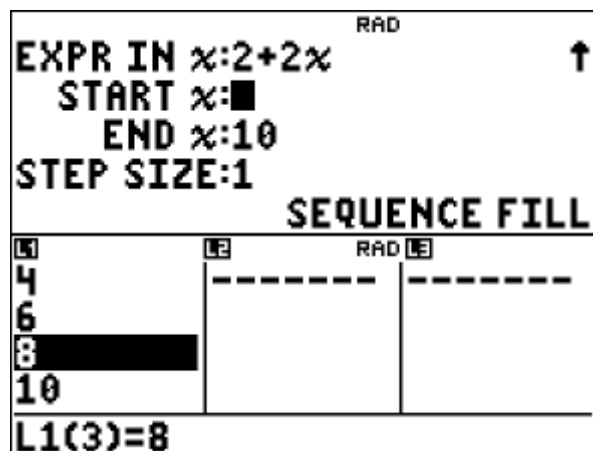 RAD
EXPR IN x:2+2x ↑
START x:
END x:10
STEP SIZE:1
SEQUENCE FILL
L1 L2 RAD L3
4 ------- -------
6
8
10
L1(3)=8